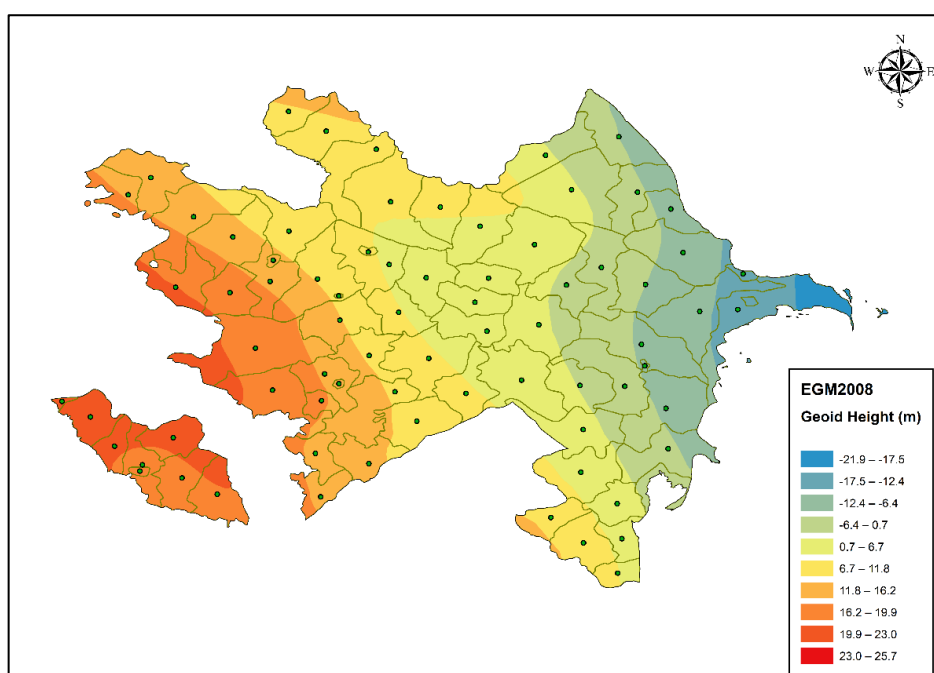 N
W E
S
EGM2008
Geoid Height (m)
-21.9 – -17.5
-17.5 – -12.4
-12.4 – -6.4
-6.4 – 0.7
0.7 – 6.7
6.7 – 11.8
11.8 – 16.2
16.2 – 19.9
19.9 – 23.0
23.0 – 25.7